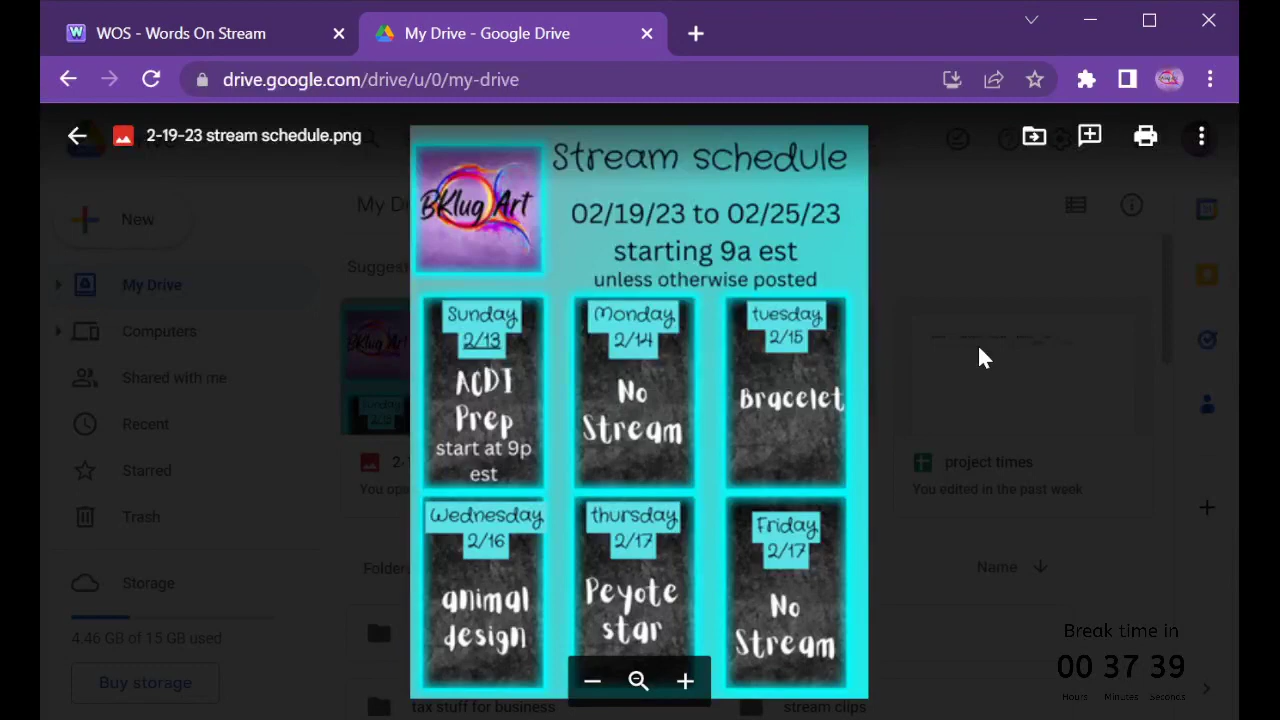 WOS - Words On Stream
My Drive - Google Drive
drive.google.com/drive/u/0/my-drive
2-19-23 stream schedule.png
BKlug Art
Stream schedule
02/19/23 to 02/25/23
starting 9a est
unless otherwise posted
Sunday
2/13
ACDT
Prep
start at 9p
est
Monday
2/14
No
Stream
tuesday
2/15
Bracelet
Wednesday
2/16
animal
design
thursday
2/17
Peyote
star
Friday
2/17
No
Stream
New
My Drive
Computers
Shared with me
Recent
Starred
Trash
Storage
4.46 GB of 15 GB used
Buy storage
project times
You edited in the past week
Name
tax stuff for business
stream clips
Break time in
00 37 39
Hours Minutes Seconds